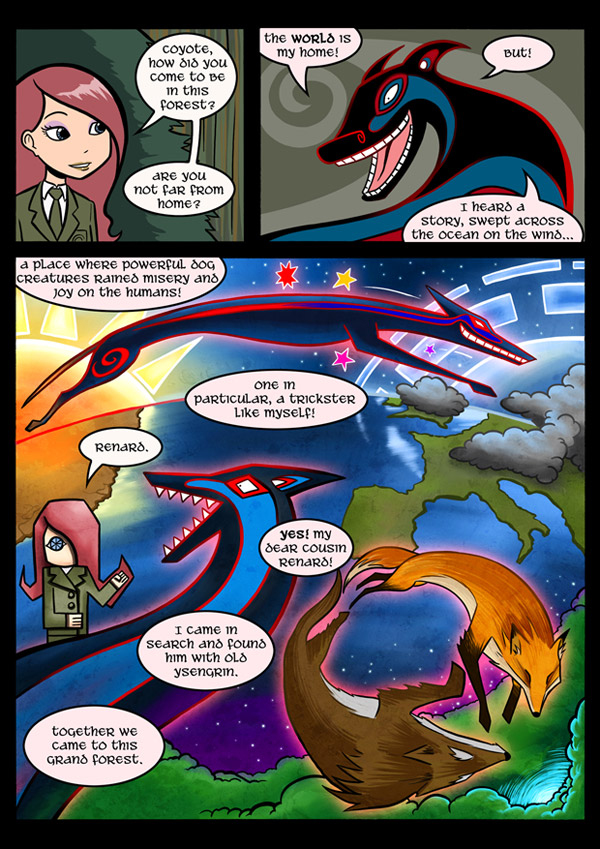 COYOTE,
HOW DID YOU
COME TO BE
IN THIS
FOREST?
ARE YOU
NOT FAR FROM
HOME?
THE WORLD IS
MY HOME!
BUT!
I HEARD A
STORY, SWEPT ACROSS
THE OCEAN ON THE WIND...
A PLACE WHERE POWERFUL DOG
CREATURES RAINED MISERY AND
JOY ON THE HUMANS!
ONE IN
PARTICULAR, A TRICKSTER
LIKE MYSELF!
RENARD.
YES! MY
DEAR COUSIN
RENARD!
I CAME IN
SEARCH AND FOUND
HIM WITH OLD
YSENGRIN.
TOGETHER WE
CAME TO THIS
GRAND FOREST.